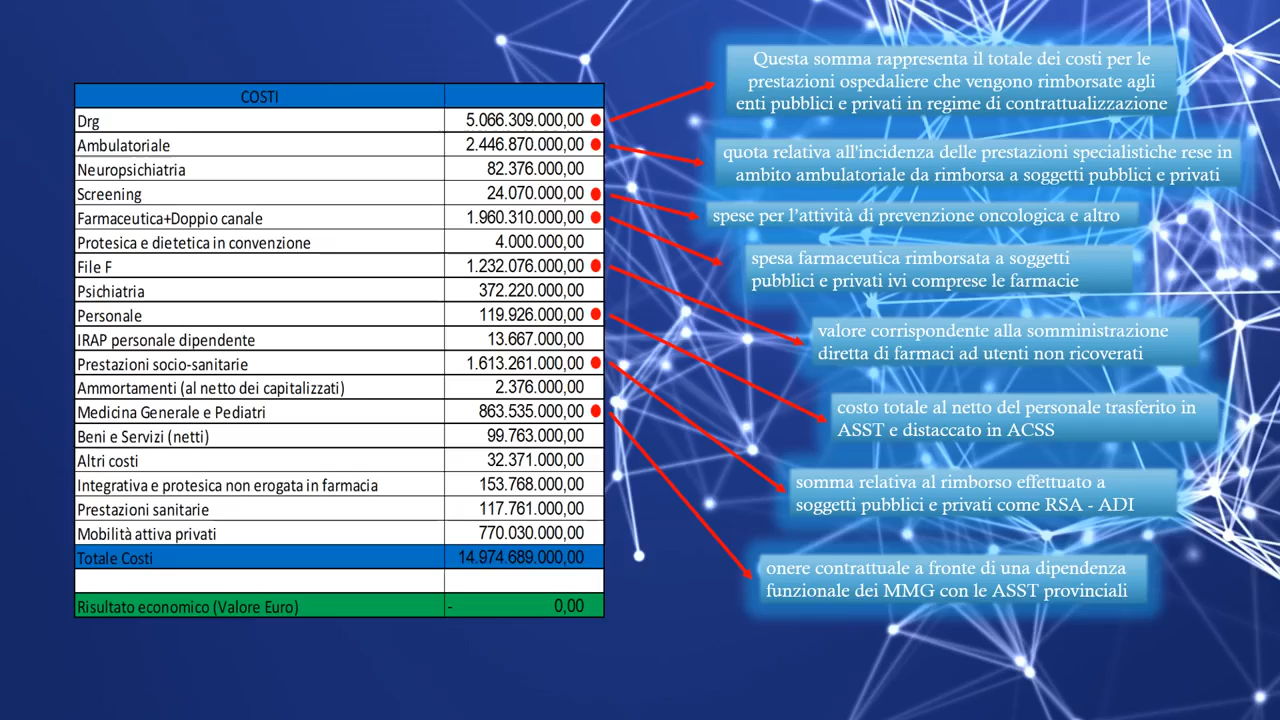 COSTI
Drg 5.066.309.000,00
Ambulatoriale 2.446.870.000,00
Neuropsichiatria 82.376.000,00
Screening 24.070.000,00
Farmaceutica+Doppio canale 1.960.310.000,00
Protesica e dietetica in convenzione 4.000.000,00
File F 1.232.076.000,00
Psichiatria 372.220.000,00
Personale 119.926.000,00
IRAP personale dipendente 13.667.000,00
Prestazioni socio-sanitarie 1.613.261.000,00
Ammortamenti (al netto dei capitalizzati) 2.376.000,00
Medicina Generale e Pediatri 863.535.000,00
Beni e Servizi (netti) 99.763.000,00
Altri costi 32.371.000,00
Integrativa e protesica non erogata in farmacia 153.768.000,00
Prestazioni sanitarie 117.761.000,00
Mobilità attiva privati 770.030.000,00
Totale Costi 14.974.689.000,00
Risultato economico (Valore Euro) - 0,00
Questa somma rappresenta il totale dei costi per le
prestazioni ospedaliere che vengono rimborsate agli
enti pubblici e privati in regime di contrattualizzazione
quota relativa all'incidenza delle prestazioni specialistiche rese in
ambito ambulatoriale da rimborsa a soggetti pubblici e privati
spese per l’attività di prevenzione oncologica e altro
spesa farmaceutica rimborsata a soggetti
pubblici e privati ivi comprese le farmacie
valore corrispondente alla somministrazione
diretta di farmaci ad utenti non ricoverati
costo totale al netto del personale trasferito in
ASST e distaccato in ACSS
somma relativa al rimborso effettuato a
soggetti pubblici e privati come RSA - ADI
onere contrattuale a fronte di una dipendenza
funzionale dei MMG con le ASST provinciali